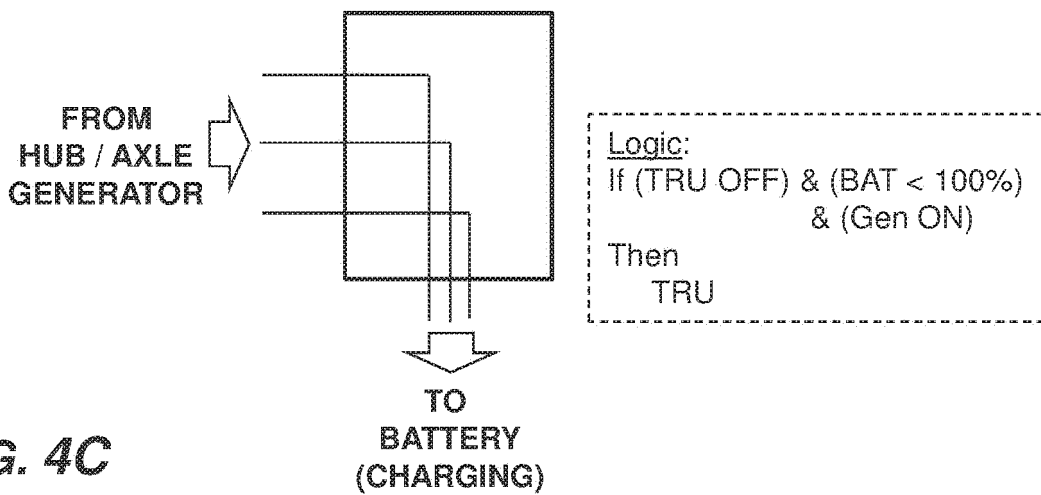 FROM
HUB / AXLE
GENERATOR
Logic:
If (TRU OFF) & (BAT < 100%)
& (Gen ON)
Then
TRU
TO
BATTERY
(CHARGING)
G. 4C